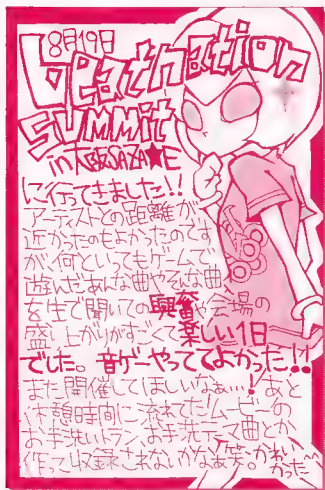 8月19日
beatnation
summit
in 大阪SAZA★E
に行ってきました!!
アーティストとの距離が
近かったのもよかったのです
が、何といってもゲームで
遊んだあんな曲やそんな曲
を生で聞いての興奮や会場の
盛り上がりがすごくて楽しい1日
でした。音ゲーやっててよかった!!
また開催してほしいなぁ…!あと
休憩時間に流れてたムービーの
お手洗いトラン、お手洗テーマ曲とか
作って収録されないかなぁ笑。かわい
かった^^